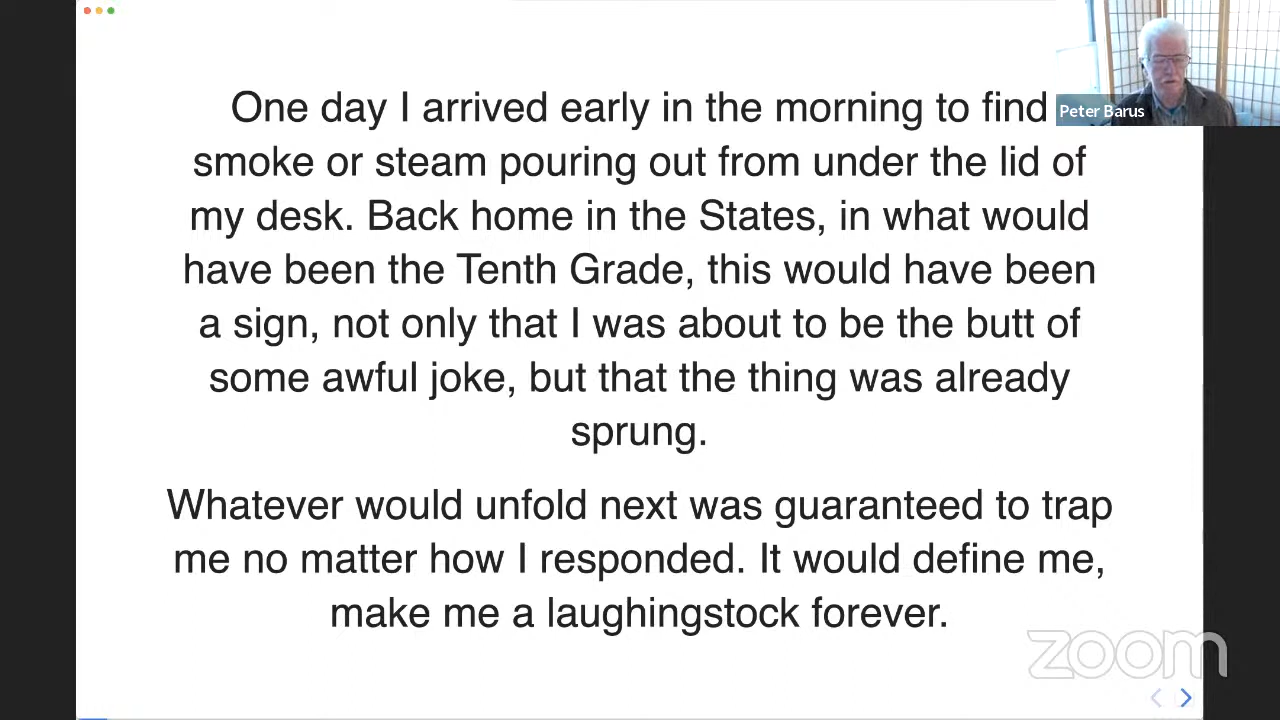 One day I arrived early in the morning to find
smoke or steam pouring out from under the lid of
my desk. Back home in the States, in what would
have been the Tenth Grade, this would have been
a sign, not only that I was about to be the butt of
some awful joke, but that the thing was already
sprung.
Whatever would unfold next was guaranteed to trap
me no matter how I responded. It would define me,
make me a laughingstock forever.
Peter Barus
zoom